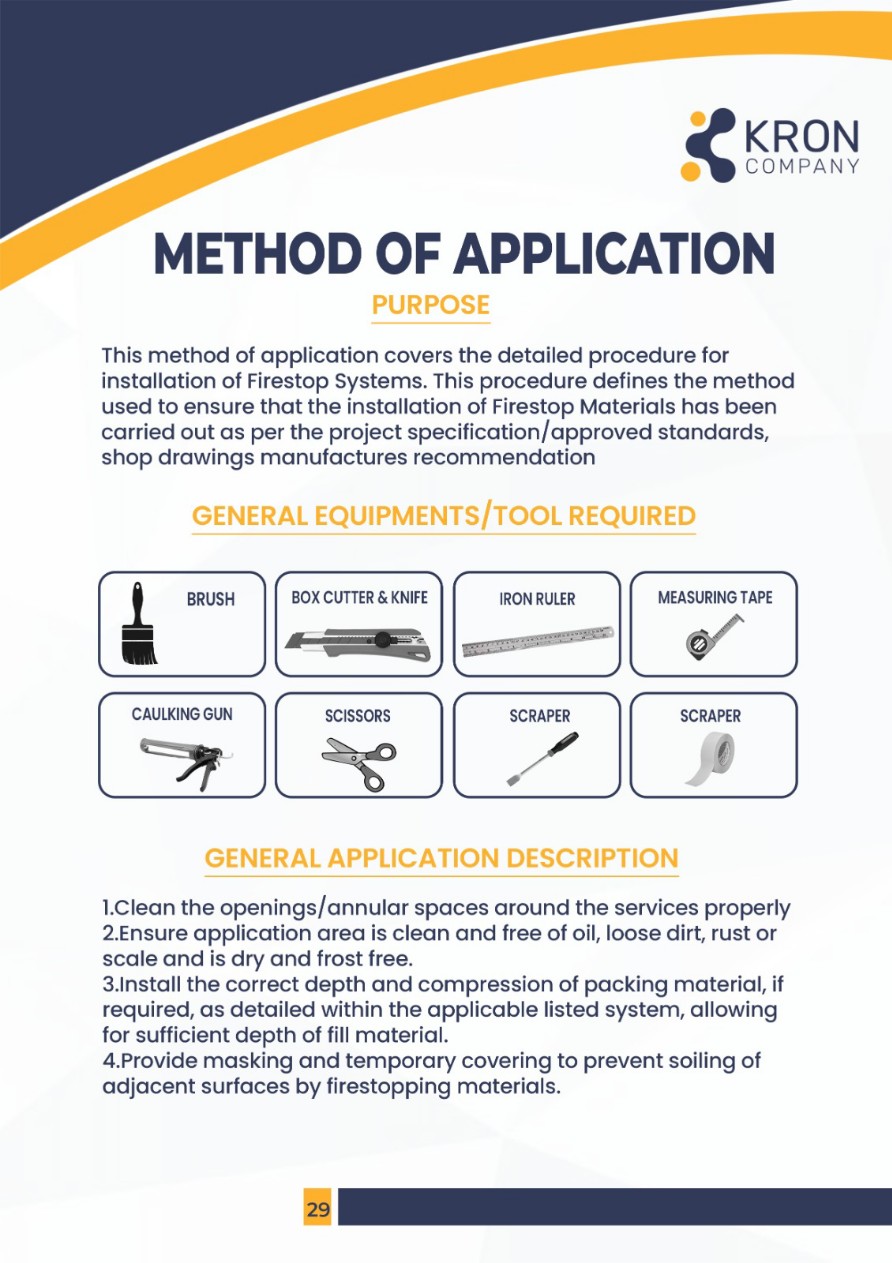 KRON
COMPANY
METHOD OF APPLICATION
PURPOSE
This method of application covers the detailed procedure for
installation of Firestop Systems. This procedure defines the method
used to ensure that the installation of Firestop Materials has been
carried out as per the project specification/approved standards,
shop drawings manufactures recommendation
GENERAL EQUIPMENTS/TOOL REQUIRED
BRUSH
BOX CUTTER & KNIFE
IRON RULER
MEASURING TAPE
CAULKING GUN
SCISSORS
SCRAPER
SCRAPER
GENERAL APPLICATION DESCRIPTION
1.Clean the openings/annular spaces around the services properly
2.Ensure application area is clean and free of oil, loose dirt, rust or
scale and is dry and frost free.
3.Install the correct depth and compression of packing material, if
required, as detailed within the applicable listed system, allowing
for sufficient depth of fill material.
4.Provide masking and temporary covering to prevent soiling of
adjacent surfaces by firestopping materials.
29